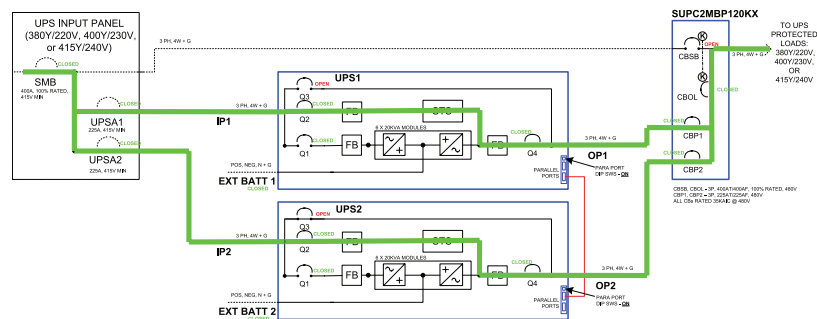 UPS INPUT PANEL
(380Y/220V, 400Y/230V,
or 415Y/240V)
CLOSED
SMB
400A, 100% RATED,
415V MIN
CLOSED
UPSA1
225A, 415V MIN
CLOSED
UPSA2
225A, 415V MIN
3 PH, 4W + G
3 PH, 4W + G
IP1
3 PH, 4W + G
IP2
UPS1
OPEN
Q3
CLOSED
Q2
FB
STS
6 X 20KVA MODULES
CLOSED
Q1
FB
FB
CLOSED
Q4
POS, NEG, N + G
EXT BATT 1
CLOSED
3 PH, 4W + G
OP1
PARALLEL
PORTS
PARA PORT
DIP SWS - ON
UPS2
OPEN
Q3
CLOSED
Q2
FB
STS
6 X 20KVA MODULES
CLOSED
Q1
FB
FB
CLOSED
Q4
POS, NEG, N + G
EXT BATT 2
CLOSED
3 PH, 4W + G
OP2
PARALLEL
PORTS
PARA PORT
DIP SWS - ON
SUPC2MBP120KX
K
OPEN
CBSB
K
CBOL
CLOSED
CLOSED
CBP1
CLOSED
CBP2
3 PH, 4W + G
TO UPS
PROTECTED
LOADS:
380Y/220V,
400Y/230V,
OR
415Y/240V
CBSB, CBOL - 3P, 400AT/400AF, 100% RATED, 480V
CBP1, CBP2 - 3P, 225AT/225AF, 480V
ALL CBs RATED 35KAIC @ 480V